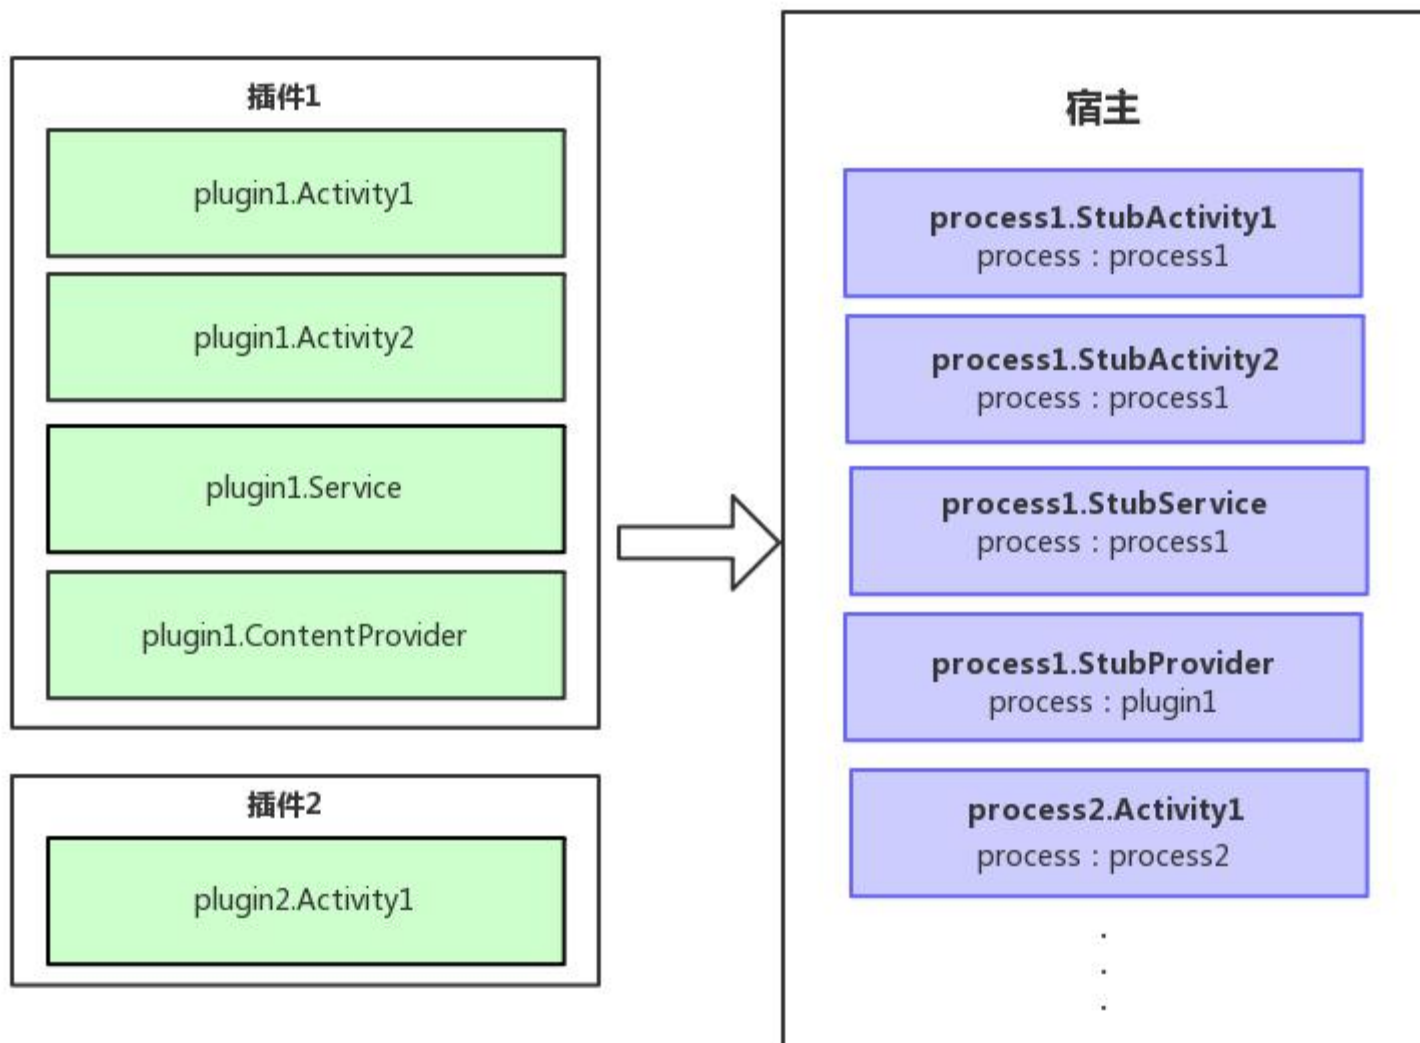 插件1
plugin1.Activity1
plugin1.Activity2
plugin1.Service
plugin1.ContentProvider
插件2
plugin2.Activity1
宿主
process1.StubActivity1
process : process1
process1.StubActivity2
process : process1
process1.StubService
process : process1
process1.StubProvider
process : plugin1
process2.Activity1
process : process2
.
.
.